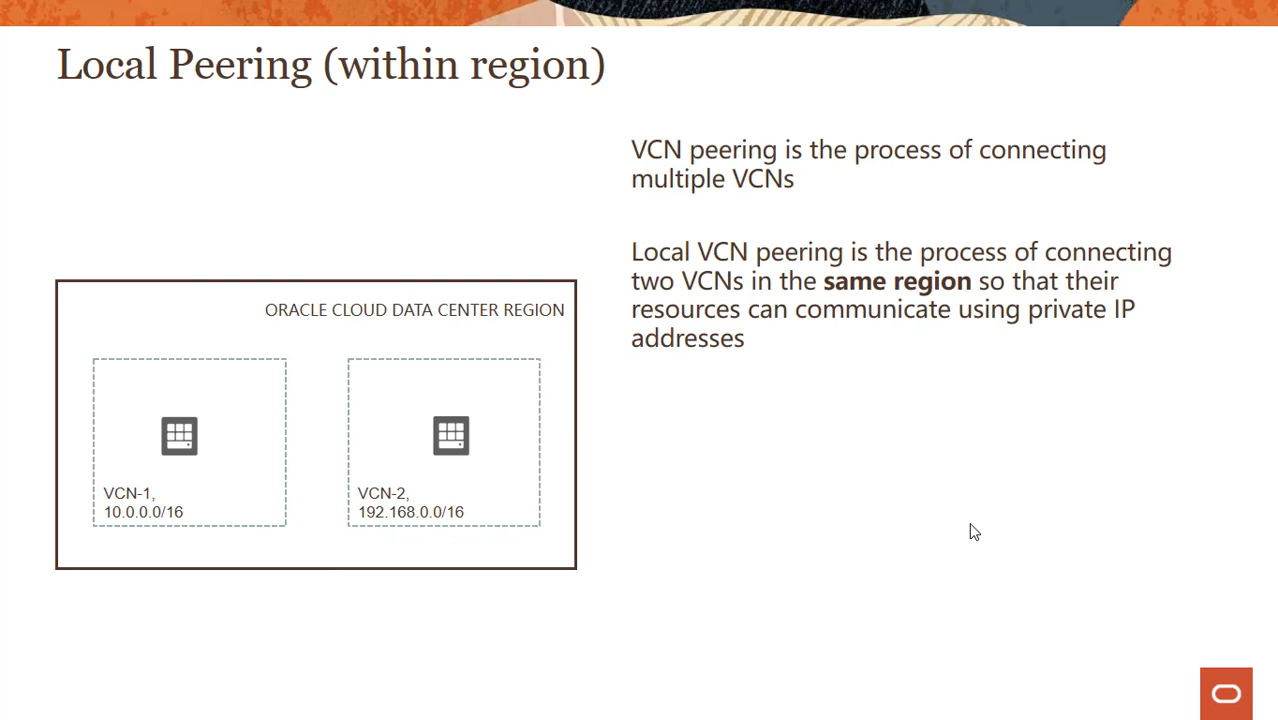 Local Peering (within region)
VCN peering is the process of connecting
multiple VCNs
Local VCN peering is the process of connecting
two VCNs in the same region so that their
resources can communicate using private IP
addresses
ORACLE CLOUD DATA CENTER REGION
VCN-1,
10.0.0.0/16
VCN-2,
192.168.0.0/16